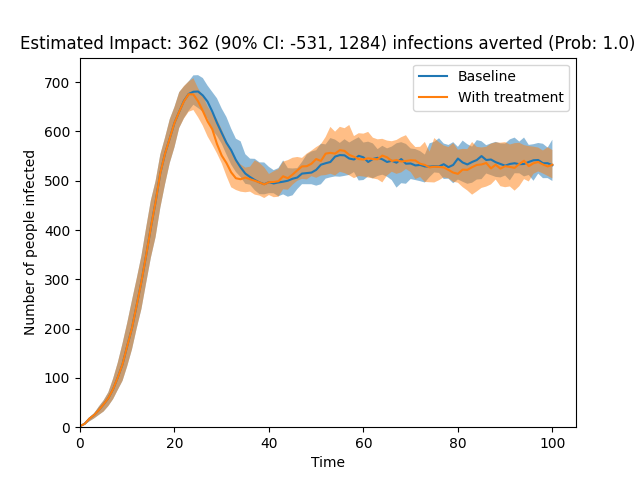 Estimated Impact: 362 (90% CI: -531, 1284) infections averted (Prob: 1.0)
Baseline
With treatment
Number of people infected
700
600
500
400
300
200
100
0
0 20 40 60 80 100
Time